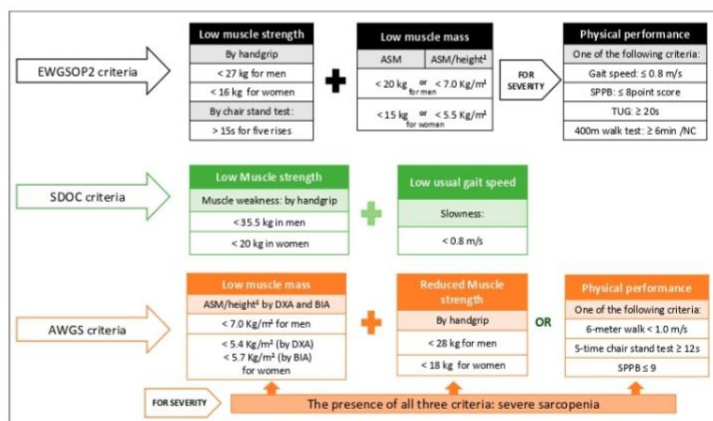 EWGSOP2 criteria
Low muscle strength
By handgrip
< 27 kg for men
< 16 kg for women
By chair stand test:
> 15s for five rises
Low muscle mass
ASM ASM/height²
< 20 kg or < 7.0 Kg/m²
for men
< 15 kg or < 5.5 Kg/m²
for women
FOR
SEVERITY
Physical performance
One of the following criteria:
Gait speed: ≤ 0.8 m/s
SPPB: ≤ 8point score
TUG: ≥ 20s
400m walk test: ≥ 6min /NC
SDOC criteria
Low Muscle strength
Muscle weakness: by handgrip
< 35.5 kg in men
< 20 kg in women
Low usual gait speed
Slowness:
< 0.8 m/s
AWGS criteria
Low muscle mass
ASM/height² by DXA and BIA
< 7.0 Kg/m² for men
< 5.4 Kg/m² (by DXA)
< 5.7 Kg/m² (by BIA)
for women
Reduced Muscle
strength
By handgrip
< 28 kg for men
< 18 kg for women
OR
Physical performance
One of the following criteria:
6-meter walk < 1.0 m/s
5-time chair stand test ≥ 12s
SPPB ≤ 9
FOR SEVERITY
The presence of all three criteria: severe sarcopenia